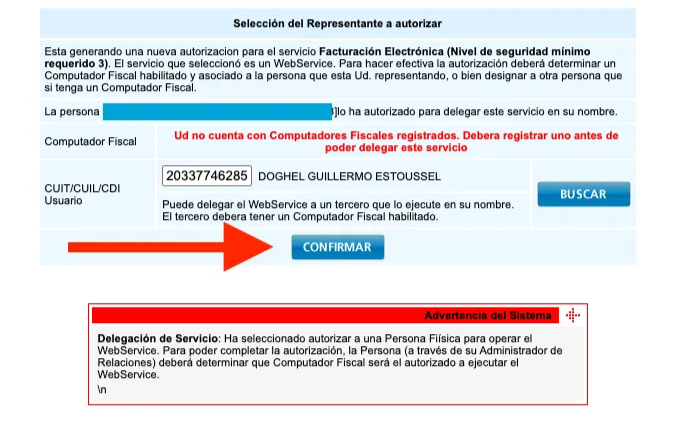 Selección del Representante a autorizar
Esta generando una nueva autorizacion para el servicio Facturación Electrónica (Nivel de seguridad mínimo
requerido 3). El servicio que seleccionó es un WebService. Para hacer efectiva la autorización deberá determinar un
Computador Fiscal habilitado y asociado a la persona que esta Ud. representando, o bien designar a otra persona que
si tenga un Computador Fiscal.
La persona ]lo ha autorizado para delegar este servicio en su nombre.
Computador Fiscal
Ud no cuenta con Computadores Fiscales registrados. Debera registrar uno antes de
poder delegar este servicio
CUIT/CUIL/CDI
Usuario
20337746285 DOGHEL GUILLERMO ESTOUSSEL
Puede delegar el WebService a un tercero que lo ejecute en su nombre.
El tercero debera tener un Computador Fiscal habilitado.
BUSCAR
CONFIRMAR
Advertencia del Sistema
Delegación de Servicio: Ha seleccionado autorizar a una Persona Fiísica para operar el
WebService. Para poder completar la autorización, la Persona (a través de su Administrador de
Relaciones) deberá determinar que Computador Fiscal será el autorizado a ejecutar el
WebService.
\n